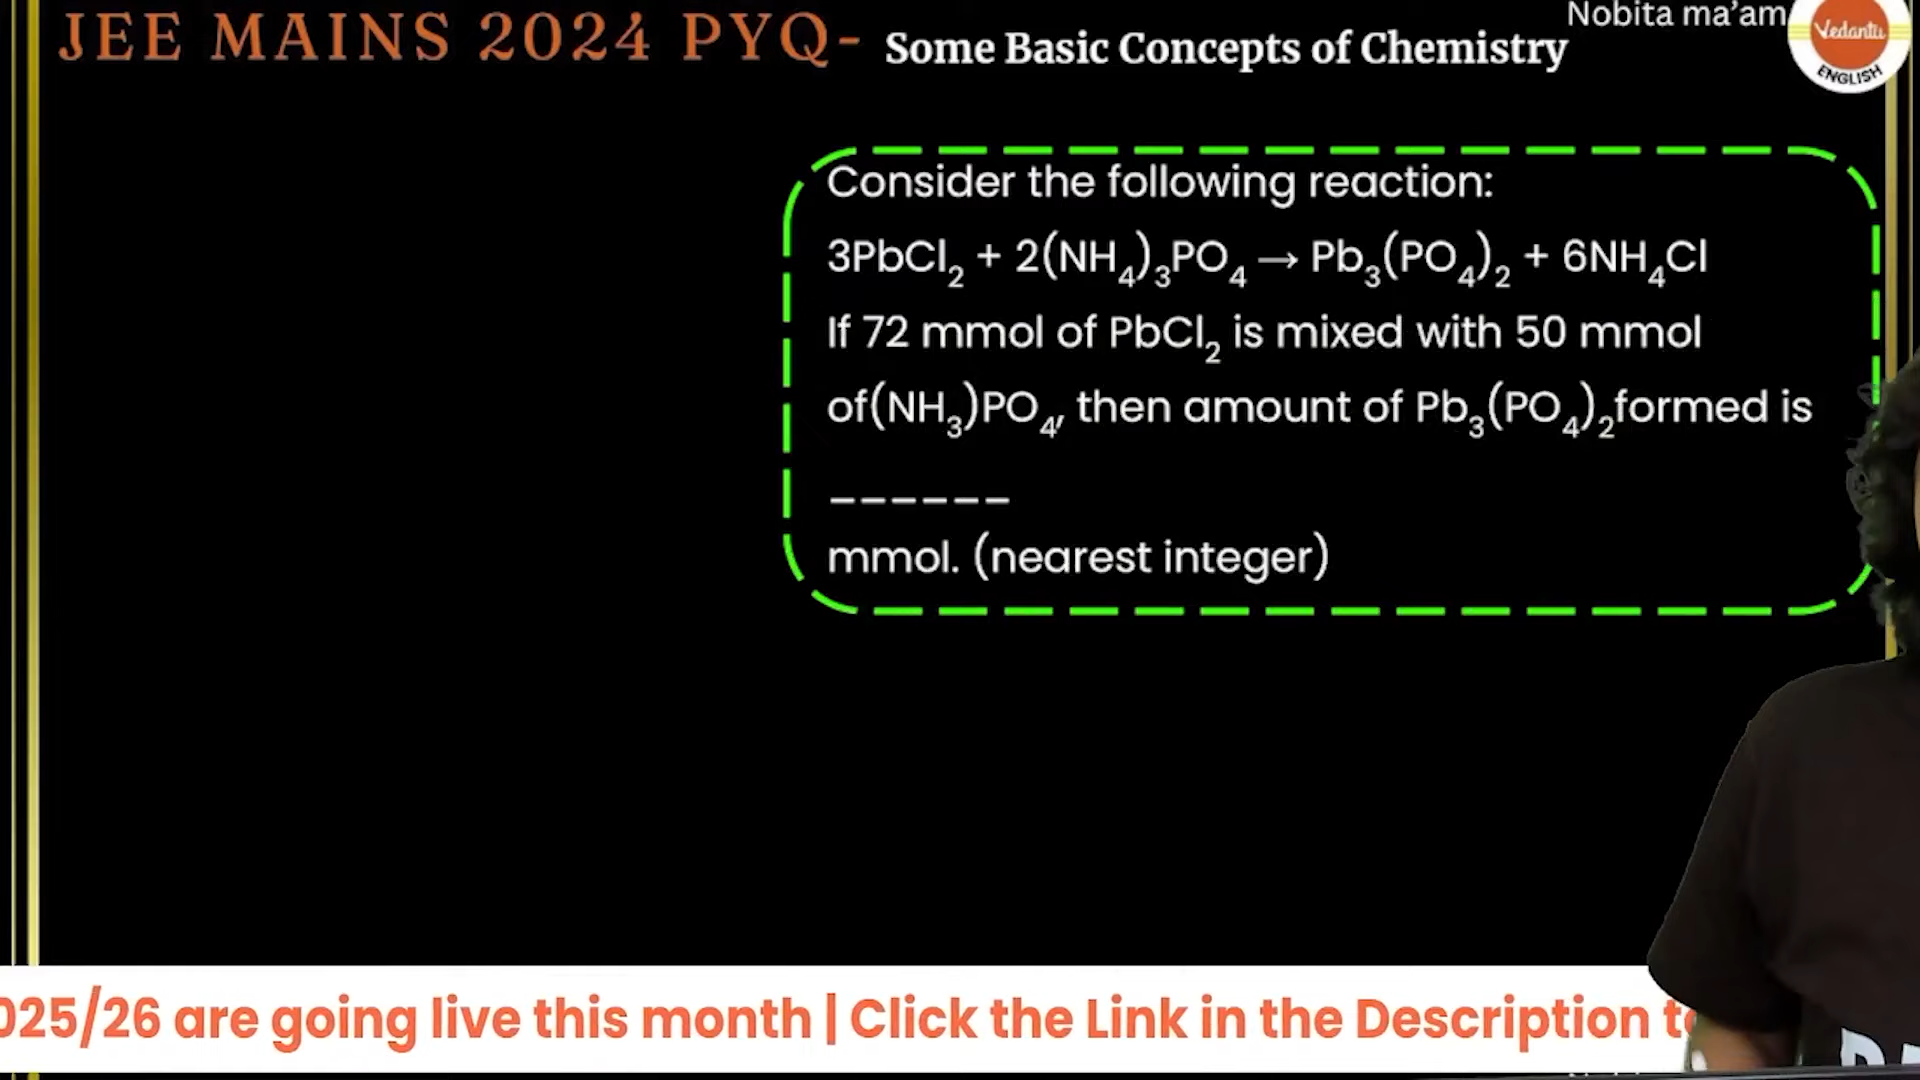 JEE MAINS 2024 PYQ- Some Basic Concepts of Chemistry
Nobita ma'am
Vedantu
ENGLISH
Consider the following reaction:
3PbCl₂ + 2(NH₄)₃PO₄ → Pb₃(PO₄)₂ + 6NH₄Cl
If 72 mmol of PbCl₂ is mixed with 50 mmol
of(NH₃)PO₄, then amount of Pb₃(PO₄)₂formed is
______
mmol. (nearest integer)
025/26 are going live this month | Click the Link in the Description